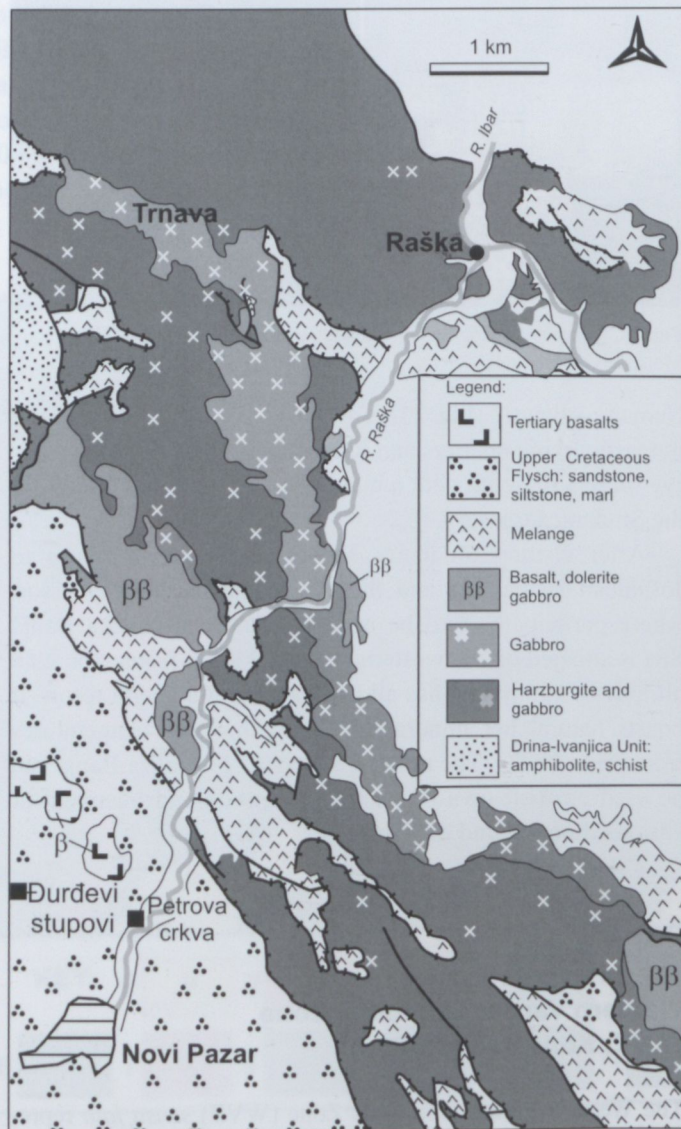 1 km
R. Ibar
Trnava
Raška
R. Raška
Legend:
Tertiary basalts
Upper Cretaceous
Flysch: sandstone,
siltstone, marl
Melange
ββ
Basalt, dolerite
gabbro
Gabbro
Harzburgite and
gabbro
Drina-Ivanjica Unit:
amphibolite, schist
ββ
ββ
ββ
β
Đurđevi
stupovi
Petrova
crkva
ββ
Novi Pazar